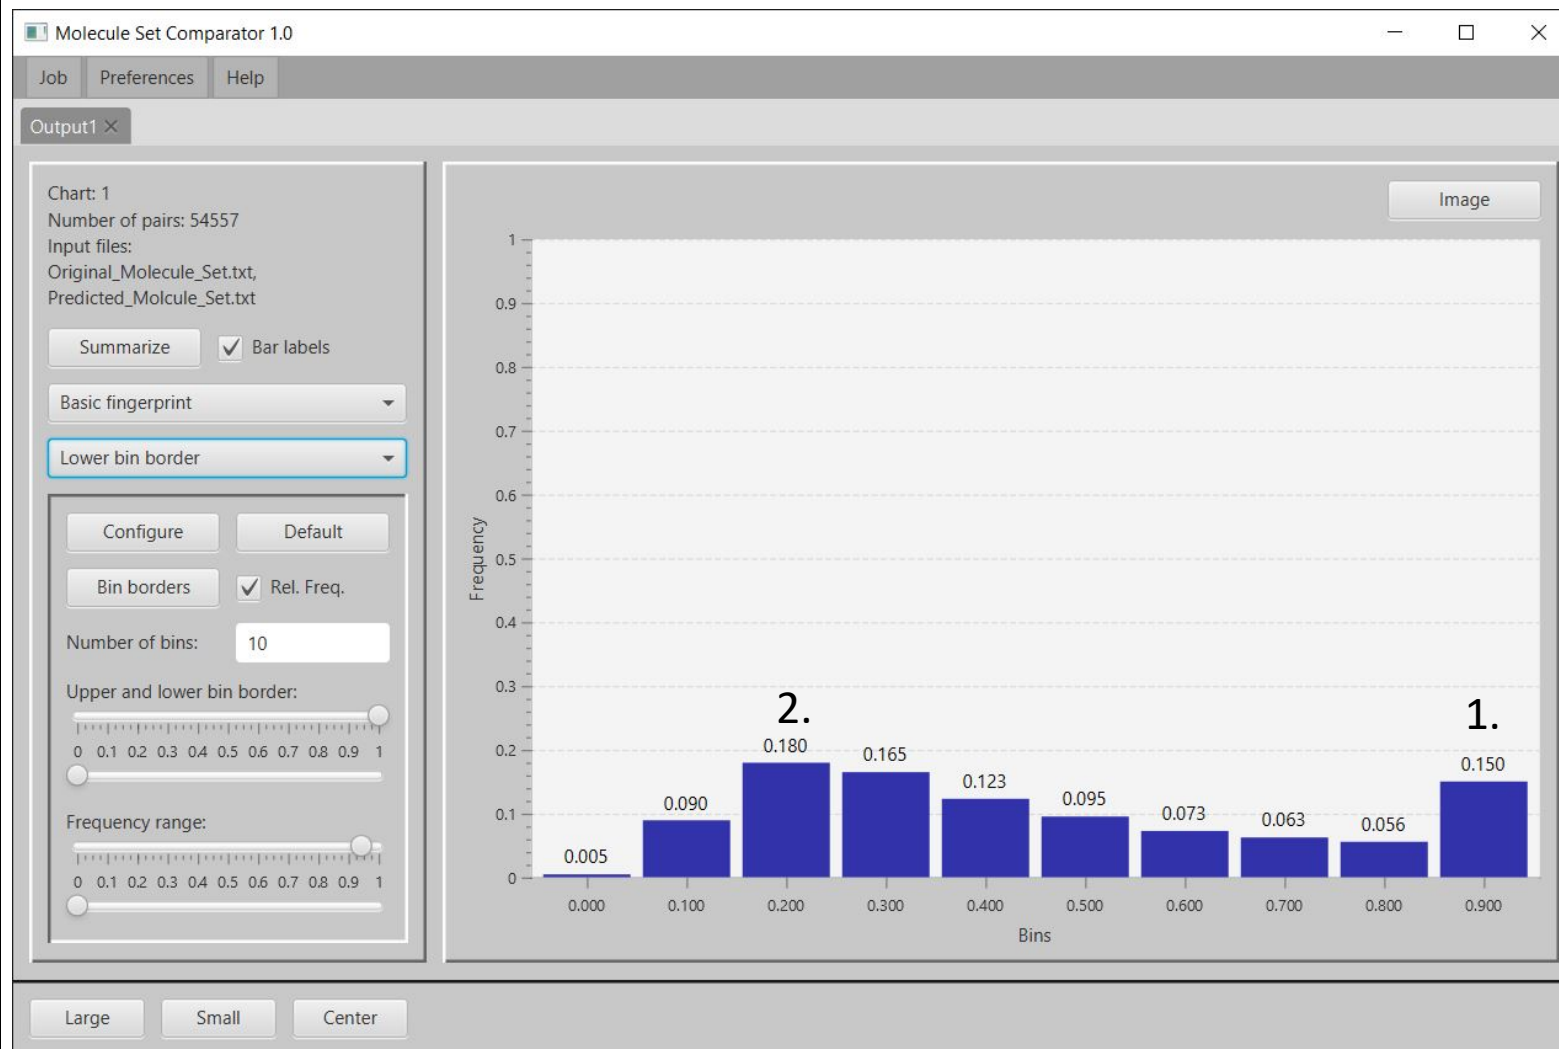 Molecule Set Comparator 1.0
Job Preferences Help
Output1
Chart: 1
Number of pairs: 54557
Input files:
Original_Molecule_Set.txt,
Predicted_Molcule_Set.txt
Summarize Bar labels
Basic fingerprint
Lower bin border
Configure Default
Bin borders Rel. Freq.
Number of bins: 10
Upper and lower bin border:
0 0.1 0.2 0.3 0.4 0.5 0.6 0.7 0.8 0.9 1
Frequency range:
0 0.1 0.2 0.3 0.4 0.5 0.6 0.7 0.8 0.9 1
Image
1
0.9
0.8
0.7
0.6
0.5
0.4
0.3
0.2
0.1
0
Frequency
2. 1.
0.005 0.090 0.180 0.165 0.123 0.095 0.073 0.063 0.056 0.150
0.000 0.100 0.200 0.300 0.400 0.500 0.600 0.700 0.800 0.900
Bins
Large Small Center